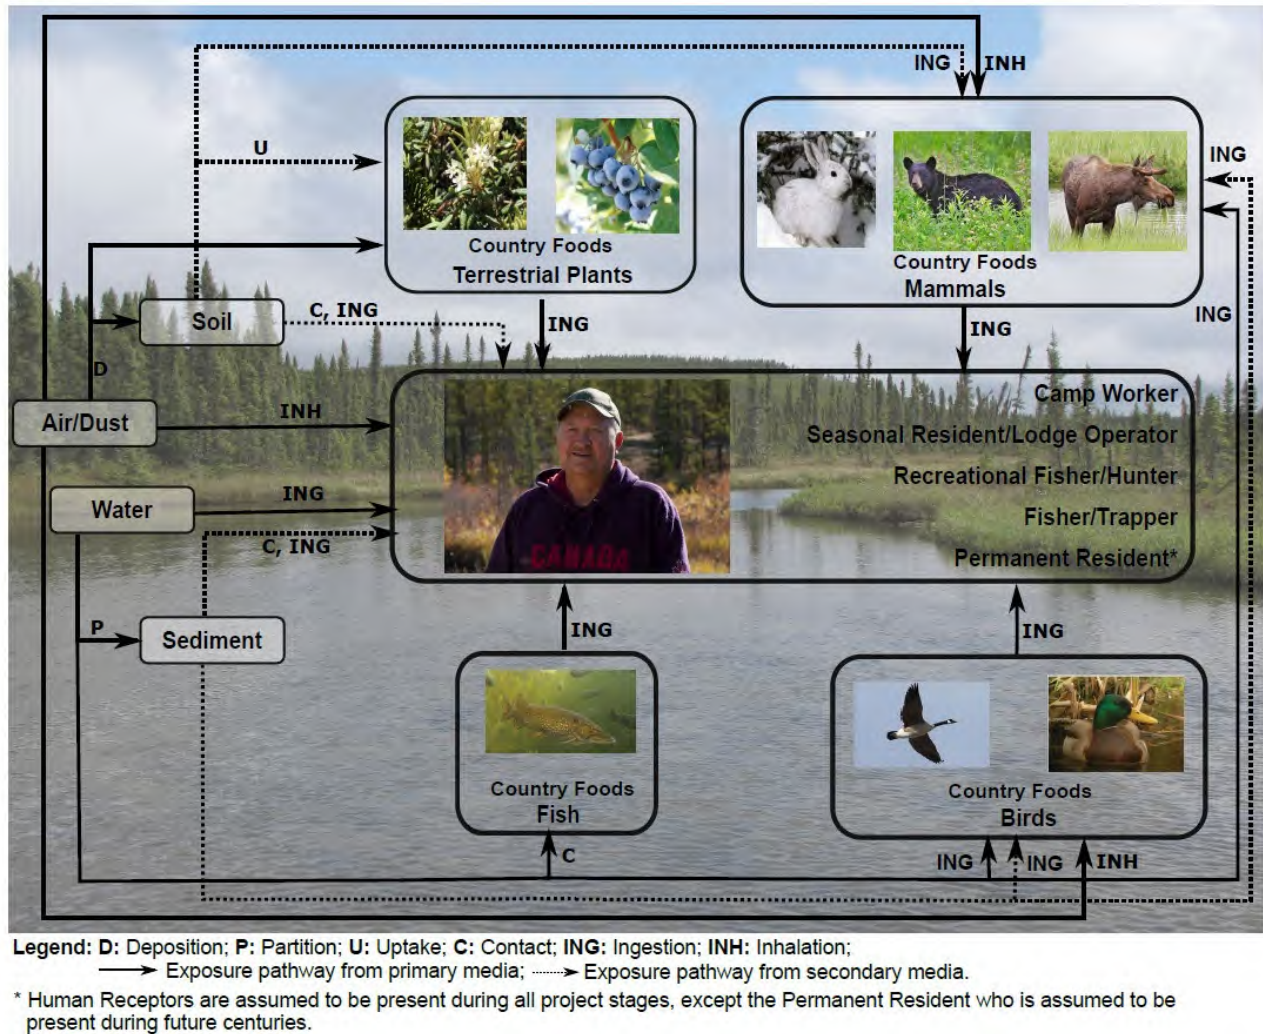 ING
INH
U
ING
Country Foods
Terrestrial Plants
Country Foods
Mammals
Soil
C, ING
ING
ING
ING
D
Air/Dust
INH
Camp Worker
Seasonal Resident/Lodge Operator
Recreational Fisher/Hunter
Fisher/Trapper
Permanent Resident*
CANADA
Water
ING
C, ING
P
Sediment
ING
ING
Country Foods
Fish
Country Foods
Birds
C
ING
ING
INH
Legend: D: Deposition; P: Partition; U: Uptake; C: Contact; ING: Ingestion; INH: Inhalation;
Exposure pathway from primary media; Exposure pathway from secondary media.
* Human Receptors are assumed to be present during all project stages, except the Permanent Resident who is assumed to be
present during future centuries.